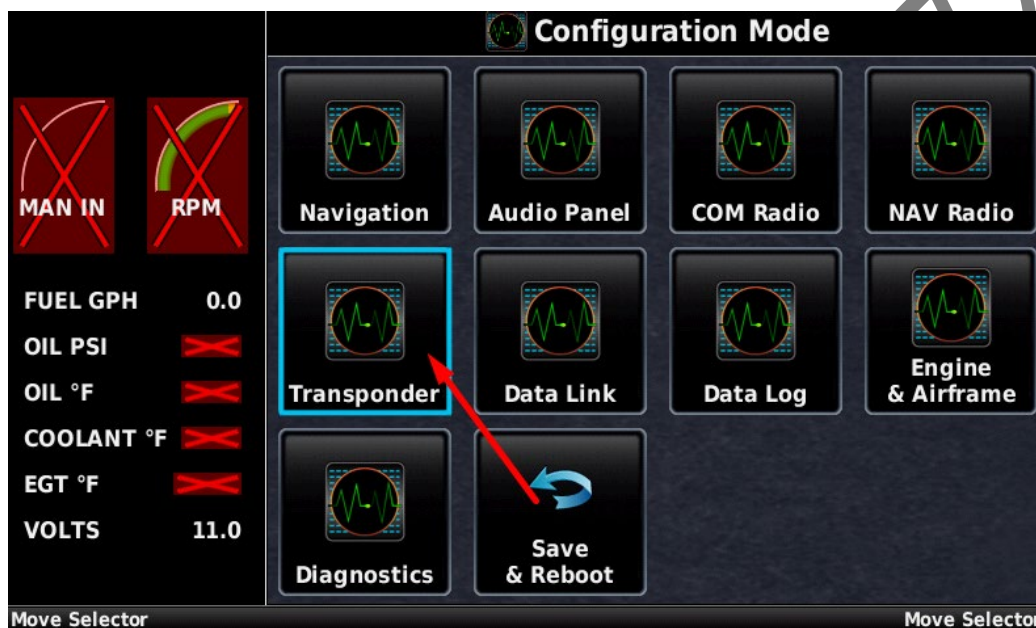 Configuration Mode
MAN IN
RPM
FUEL GPH 0.0
OIL PSI
OIL °F
COOLANT °F
EGT °F
VOLTS 11.0
Navigation
Audio Panel
COM Radio
NAV Radio
Transponder
Data Link
Data Log
Engine
& Airframe
Diagnostics
Save
& Reboot
Move Selector
Move Selector